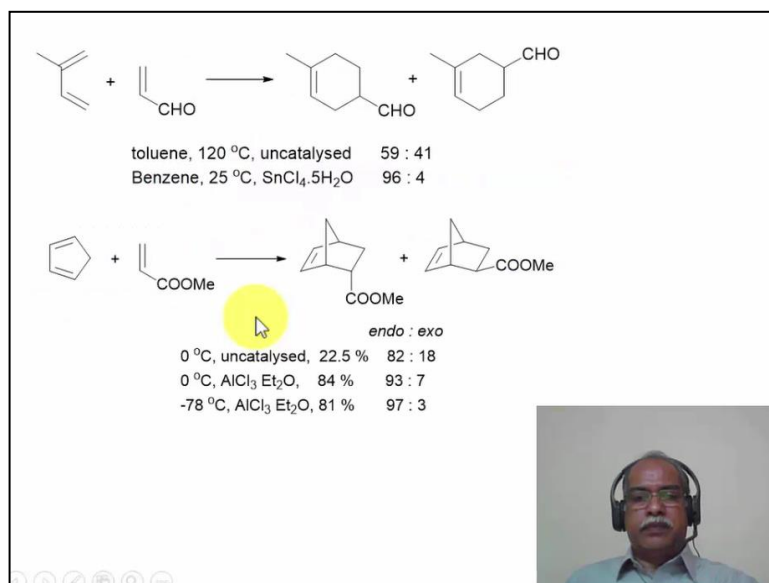 + CHO CHO + CHO
toluene, 120 °C, uncatalysed 59 : 41
Benzene, 25 °C, SnCl₄.5H₂O 96 : 4
+ COOMe COOMe + COOMe
endo : exo
0 °C, uncatalysed, 22.5 % 82 : 18
0 °C, AlCl₃ Et₂O, 84 % 93 : 7
-78 °C, AlCl₃ Et₂O, 81 % 97 : 3